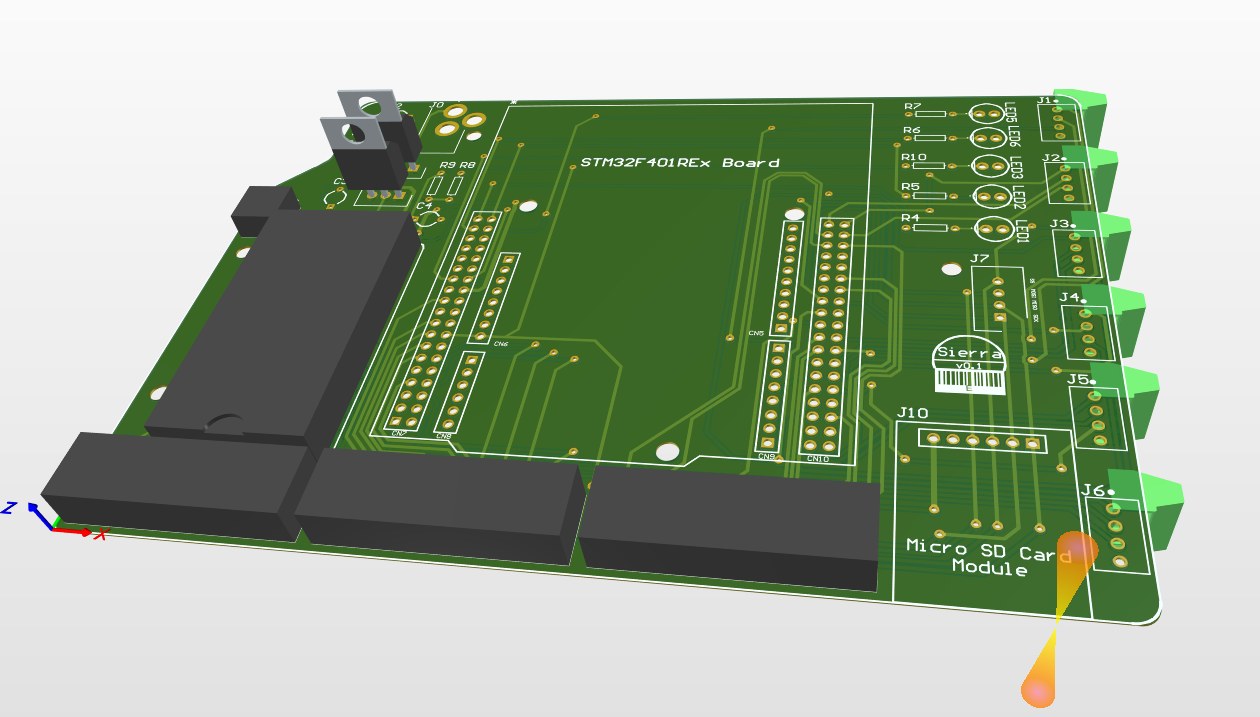 J0
R9 R8
C4
STM32F401REx Board
R7
LED5
J1
R6
LED6
R10
LED3
J2
R5
LED2
R4
LED1
J3
J7
J4
CN5
CN6
Sierra
v0.1
E
J5
J10
CN7
CN8
CN9
CN10
J6
Micro SD Card
Module
Z
X